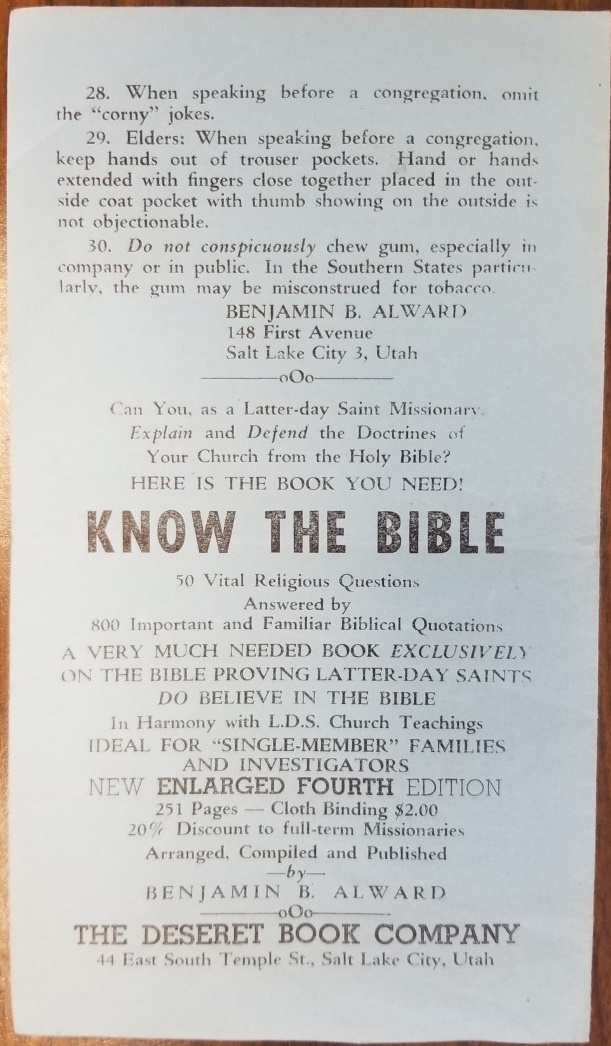 28. When speaking before a congregation, omit
the "corny" jokes.
29. Elders: When speaking before a congregation,
keep hands out of trouser pockets. Hand or hands
extended with fingers close together placed in the out-
side coat pocket with thumb showing on the outside is
not objectionable.
30. Do not conspicuously chew gum, especially in
company or in public. In the Southern States particu-
larly, the gum may be misconstrued for tobacco.
BENJAMIN B. ALWARD
148 First Avenue
Salt Lake City 3, Utah
oOo
Can You, as a Latter-day Saint Missionary,
Explain and Defend the Doctrines of
Your Church from the Holy Bible?
HERE IS THE BOOK YOU NEED!
KNOW THE BIBLE
50 Vital Religious Questions
Answered by
800 Important and Familiar Biblical Quotations
A VERY MUCH NEEDED BOOK EXCLUSIVELY
ON THE BIBLE PROVING LATTER-DAY SAINTS
DO BELIEVE IN THE BIBLE
In Harmony with L.D.S. Church Teachings
IDEAL FOR "SINGLE-MEMBER" FAMILIES
AND INVESTIGATORS
NEW ENLARGED FOURTH EDITION
251 Pages — Cloth Binding $2.00
20% Discount to full-term Missionaries
Arranged, Compiled and Published
—by—
BENJAMIN B. ALWARD
oOo
THE DESERET BOOK COMPANY
44 East South Temple St., Salt Lake City, Utah